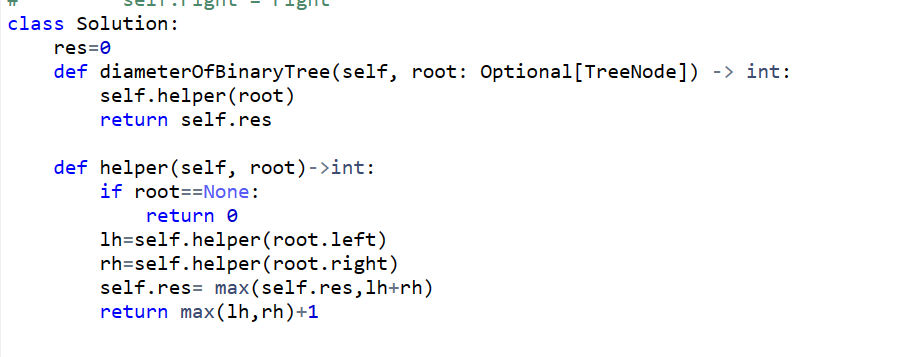 #         self.right = right
class Solution:
    res=0
    def diameterOfBinaryTree(self, root: Optional[TreeNode]) -> int:
        self.helper(root)
        return self.res

    def helper(self, root)->int:
        if root==None:
            return 0
        lh=self.helper(root.left)
        rh=self.helper(root.right)
        self.res= max(self.res,lh+rh)
        return max(lh,rh)+1